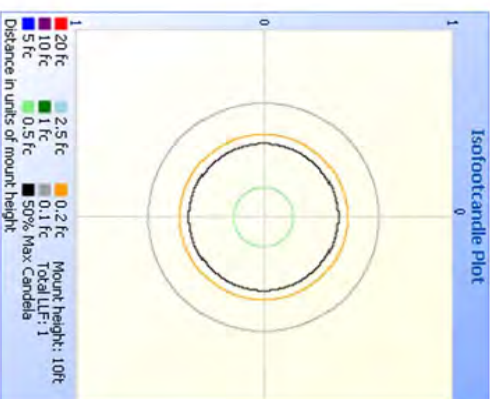 Isofootcandle Plot
0
1
0
1
20 fc 2.5 fc 0.2 fc Mount height: 10ft
10 fc 1 fc 0.1 fc Total LLF: 1
5 fc 0.5 fc 50% Max Candela
Distance in units of mount height